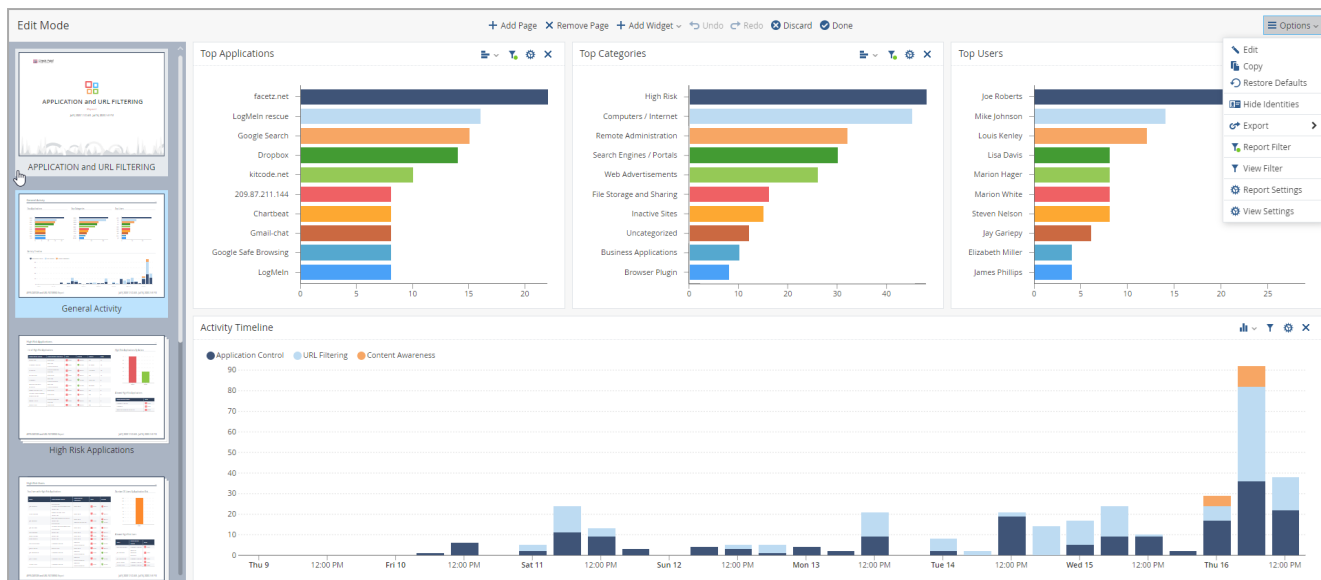 Edit Mode
Add Page Remove Page Add Widget Undo Redo Discard Done
Options
Edit
Copy
Restore Defaults
Hide Identities
Export
Report Filter
View Filter
Report Settings
View Settings
APPLICATION and URL FILTERING
APPLICATION and URL FILTERING
General Activity
High Risk Applications
Top Applications
facetz.net
LogMeIn rescue
Google Search
Dropbox
kitcode.net
209.87.211.144
Chartbeat
Gmail-chat
Google Safe Browsing
LogMeIn
0 5 10 15 20
Top Categories
High Risk
Computers / Internet
Remote Administration
Search Engines / Portals
Web Advertisements
File Storage and Sharing
Inactive Sites
Uncategorized
Business Applications
Browser Plugin
0 10 20 30 40
Top Users
Joe Roberts
Mike Johnson
Louis Kenley
Lisa Davis
Marion Hager
Marion White
Steven Nelson
Jay Gariepy
Elizabeth Miller
James Phillips
0 5 10 15 20 25
Activity Timeline
Application Control URL Filtering Content Awareness
90
80
70
60
50
40
30
20
10
0
Thu 9 12:00 PM Fri 10 12:00 PM Sat 11 12:00 PM Sun 12 12:00 PM Mon 13 12:00 PM Tue 14 12:00 PM Wed 15 12:00 PM Thu 16 12:00 PM